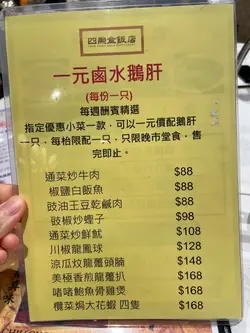 四興金飯店
一元鹵水鵝肝
(每份一只)
每週酬賓精選
指定優惠小菜一款，可以一元價配鵝肝
一只，每枱限配一只，只限晚市堂食，售
完即止。
通菜炒牛肉 $88
椒鹽白飯魚 $88
豉油王豆乾鹹肉 $88
豉椒炒蟶子 $98
通菜炒鮮魷 $108
川椒龍鳳球 $128
涼瓜炆龍躉頭腩 $148
美極香煎龍躉扒 $168
啫啫鮑魚滑雞煲 $168
欖菜焗大花蝦 四隻 $168